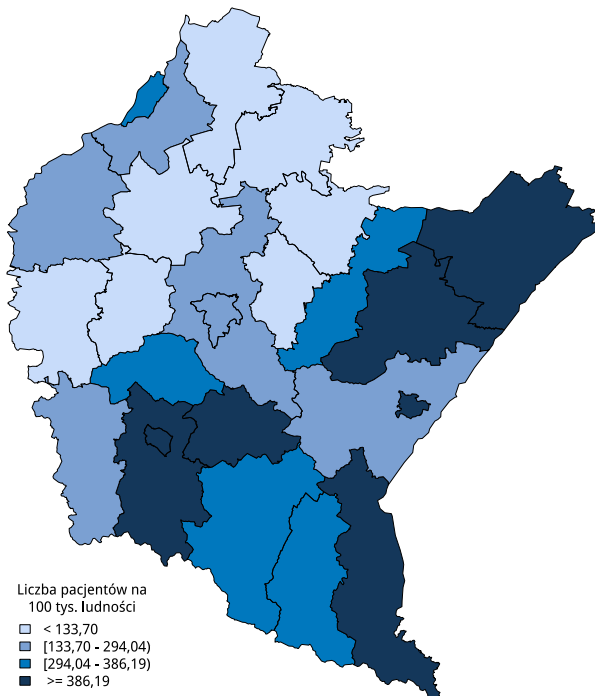 Liczba pacjentów na
100 tys. ludności
< 133,70
[133,70 - 294,04)
[294,04 - 386,19)
>= 386,19